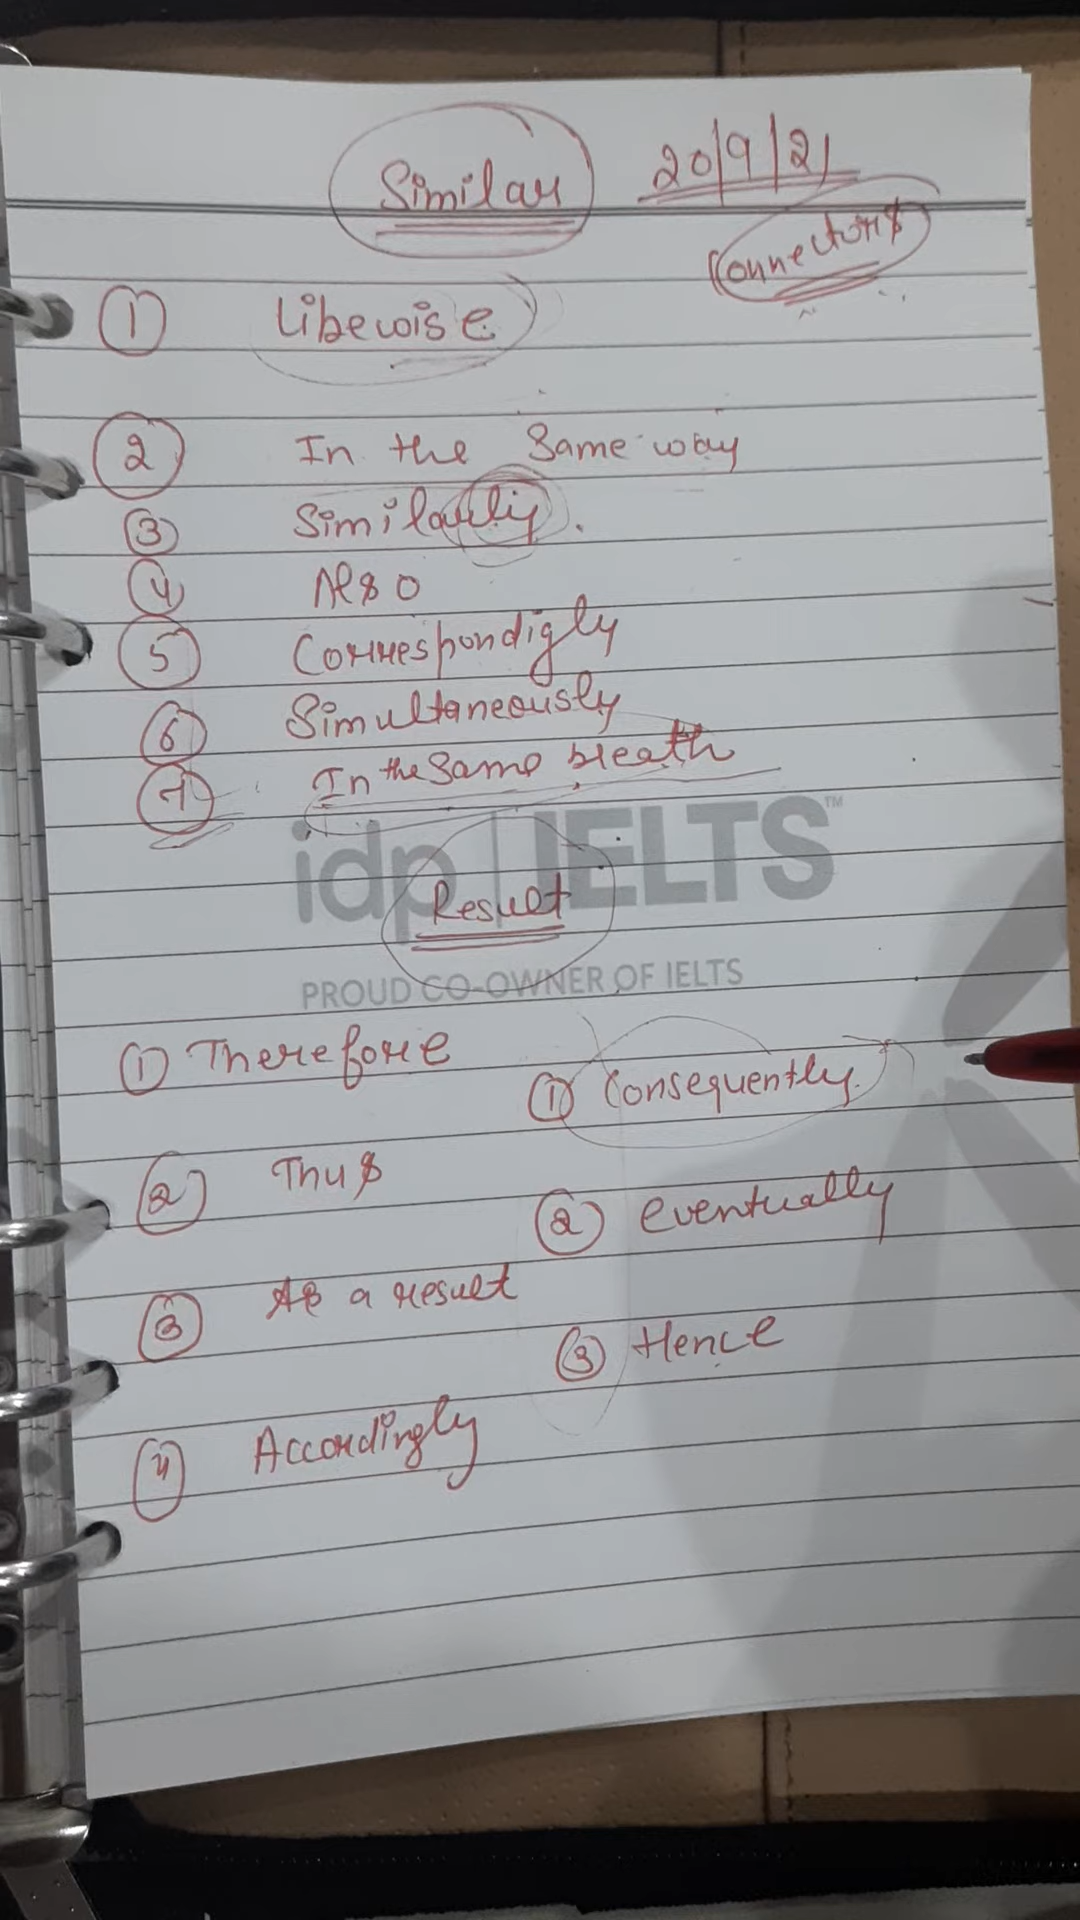 Similar 20/9/21
Connectors
1 Likewise
2 In the same way
3 Similarly.
4 Also
5 Correspondigly
6 Simultaneously
7 In the same breath
idp IELTS™
Result
PROUD CO-OWNER OF IELTS
1 Therefore
1 Consequently.
2 Thus
2 eventually
3 As a result
3 Hence
4 Accordingly